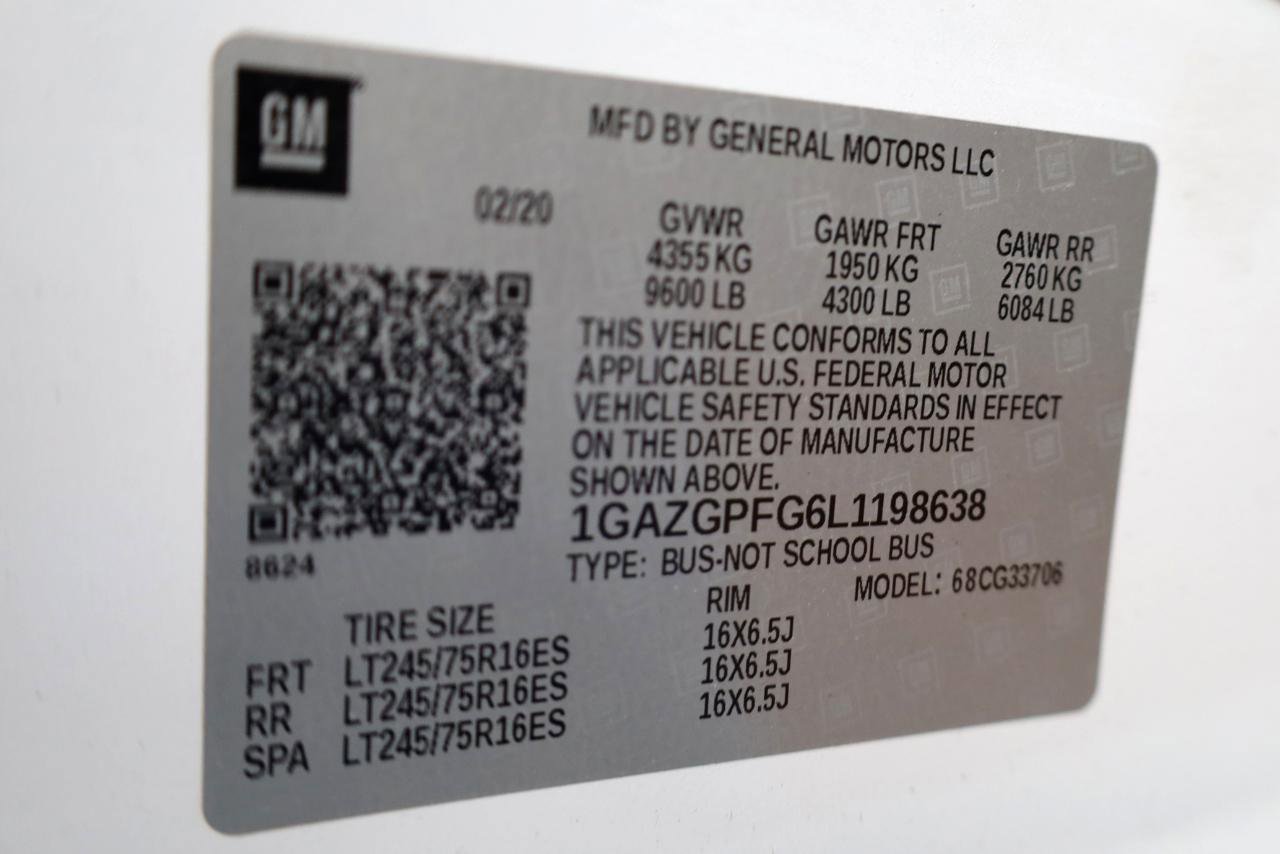 GM
MFD BY GENERAL MOTORS LLC
02/20
GVWR GAWR FRT GAWR RR
4355 KG 1950 KG 2760 KG
9600 LB 4300 LB 6084 LB
THIS VEHICLE CONFORMS TO ALL
APPLICABLE U.S. FEDERAL MOTOR
VEHICLE SAFETY STANDARDS IN EFFECT
ON THE DATE OF MANUFACTURE
SHOWN ABOVE.
1GAZGPFG6L1198638
8624
TYPE: BUS-NOT SCHOOL BUS
MODEL: 68CG33706
TIRE SIZE RIM
FRT LT245/75R16ES 16X6.5J
RR LT245/75R16ES 16X6.5J
SPA LT245/75R16ES 16X6.5J